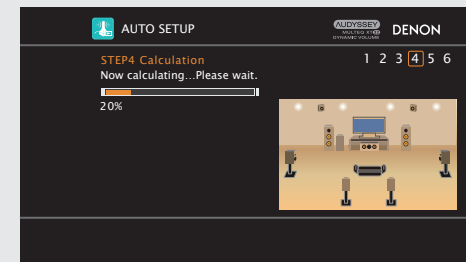 AUTO SETUP
AUDYSSEY
MULTEQ XT32
DYNAMIC VOLUME
DENON
STEP4 Calculation
1 2 3 4 5 6
Now calculating...Please wait.
20%